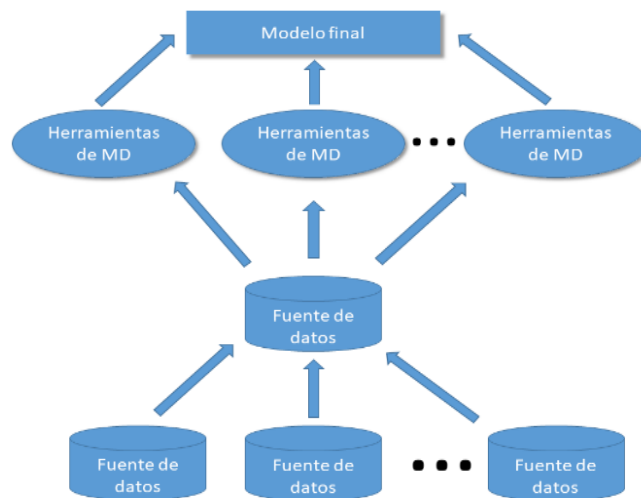 Modelo final
Herramientas
de MD
Herramientas
de MD
Herramientas
de MD
Fuente de
datos
Fuente de
datos
Fuente de
datos
Fuente de
datos